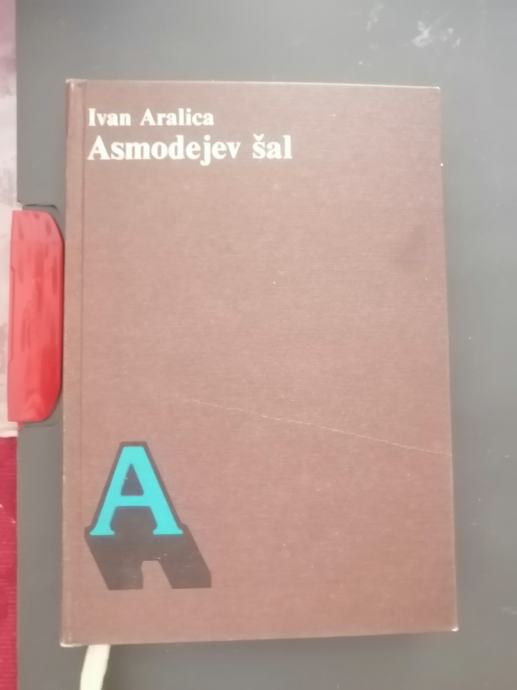 Ivan Aralica
Asmodejev šal
A